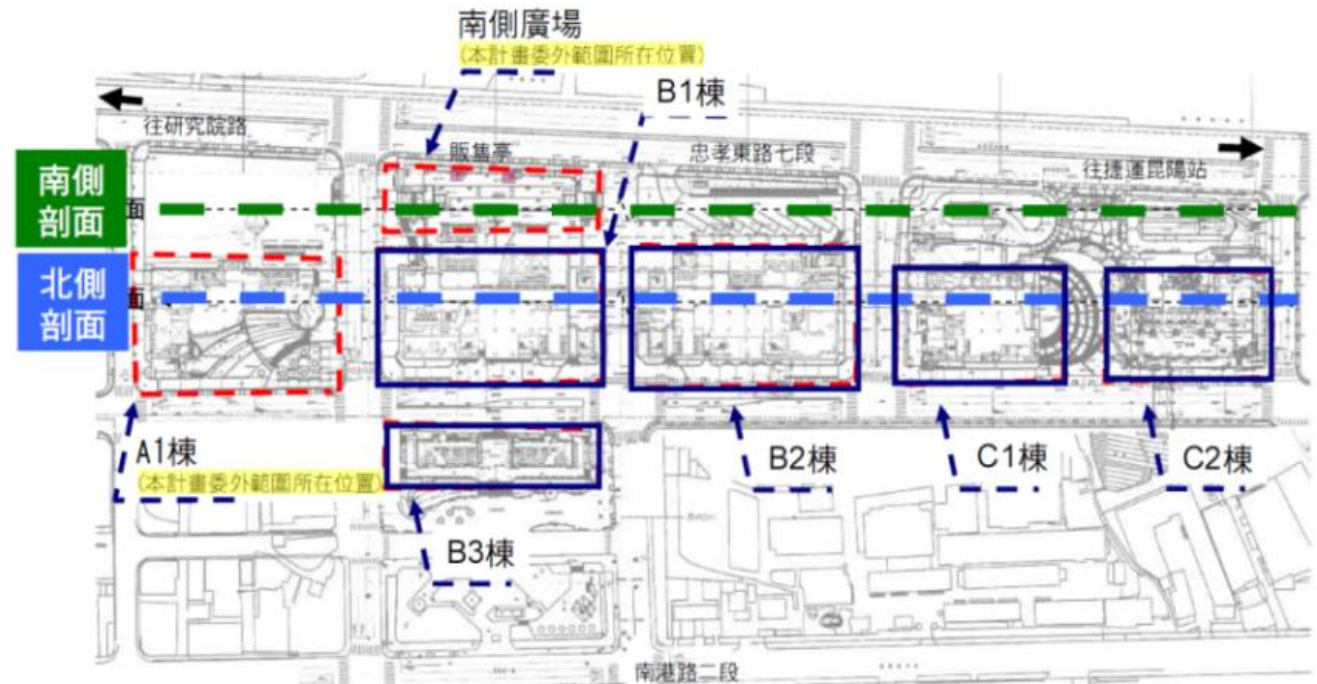 南側廣場
(本計畫委外範圍所在位置)
B1棟
往研究院路
販售亭
忠孝東路七段
往捷運昆陽站
南側
剖面
面
北側
剖面
面
A1棟
(本計畫委外範圍所在位置)
B2棟
C1棟
C2棟
B3棟
南港路二段